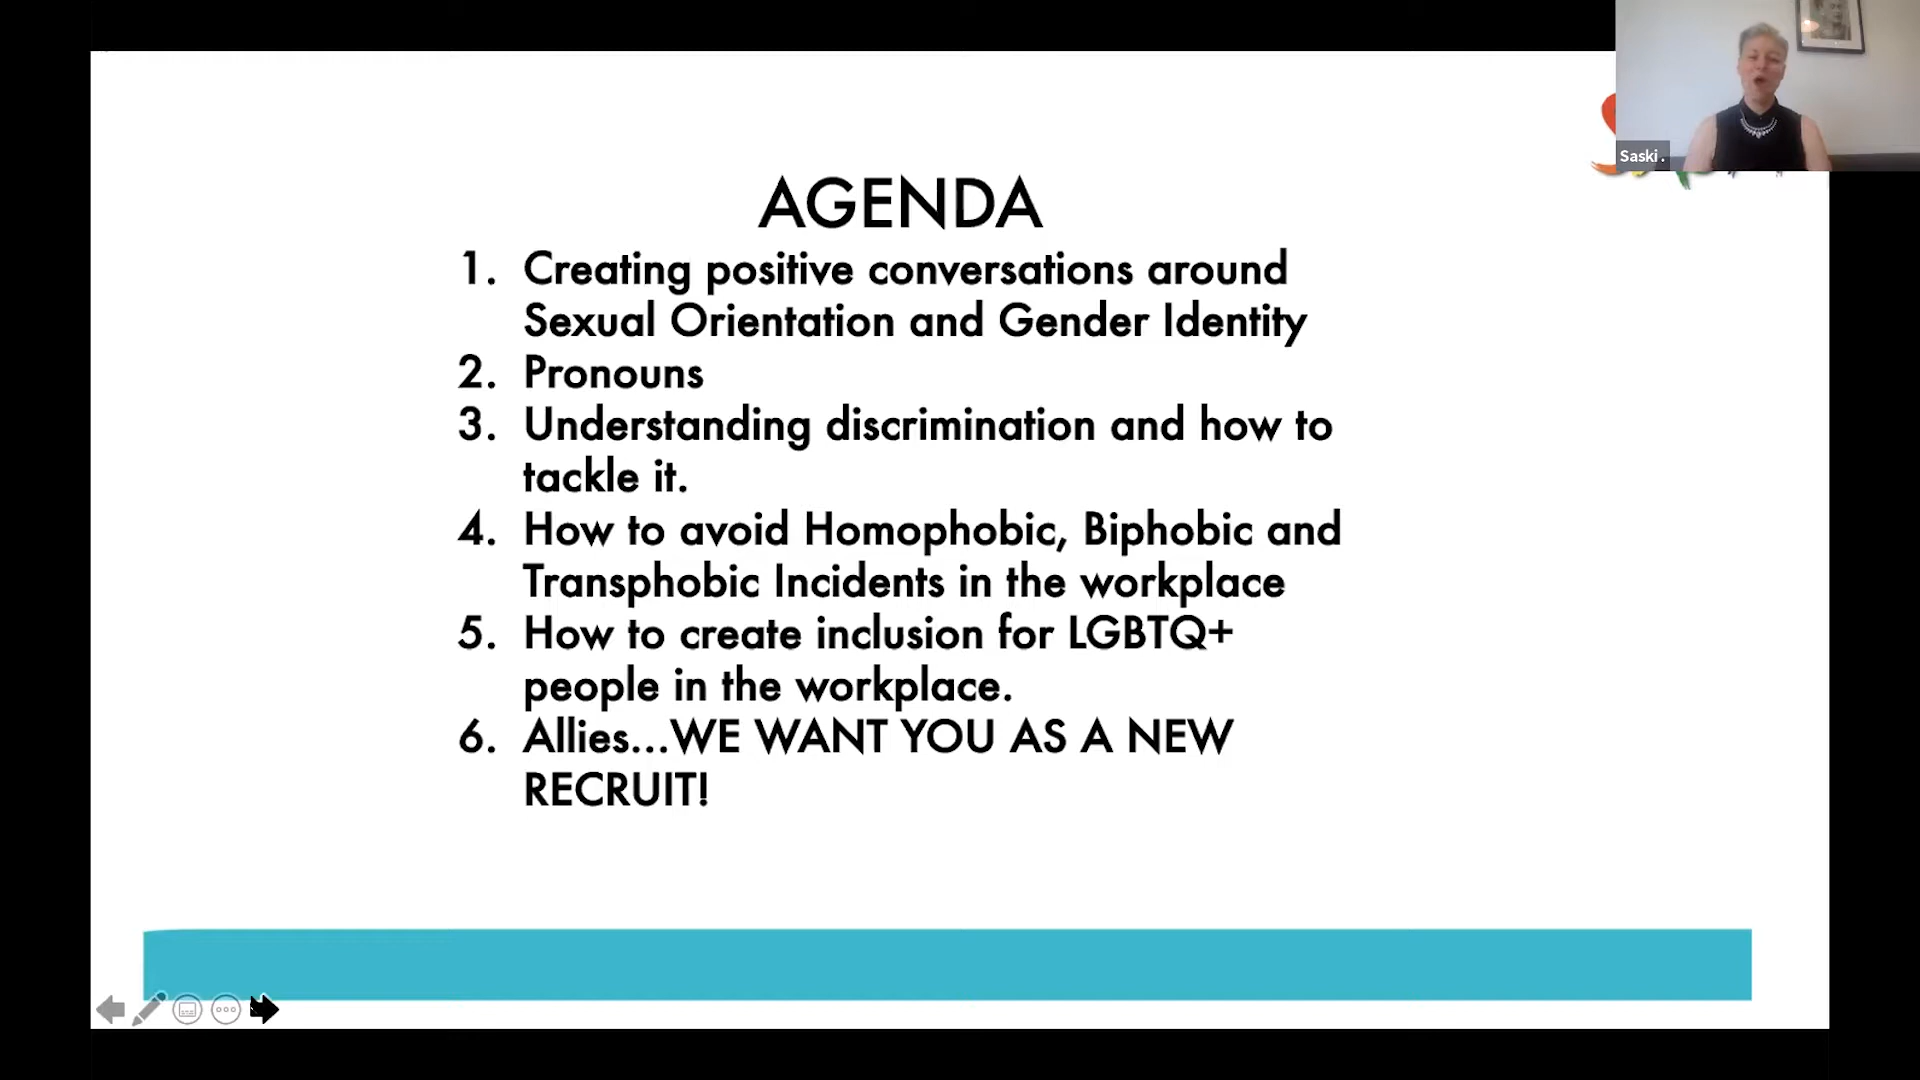 AGENDA
1. Creating positive conversations around
Sexual Orientation and Gender Identity
2. Pronouns
3. Understanding discrimination and how to
tackle it.
4. How to avoid Homophobic, Biphobic and
Transphobic Incidents in the workplace
5. How to create inclusion for LGBTQ+
people in the workplace.
6. Allies...WE WANT YOU AS A NEW
RECRUIT!
Saski .